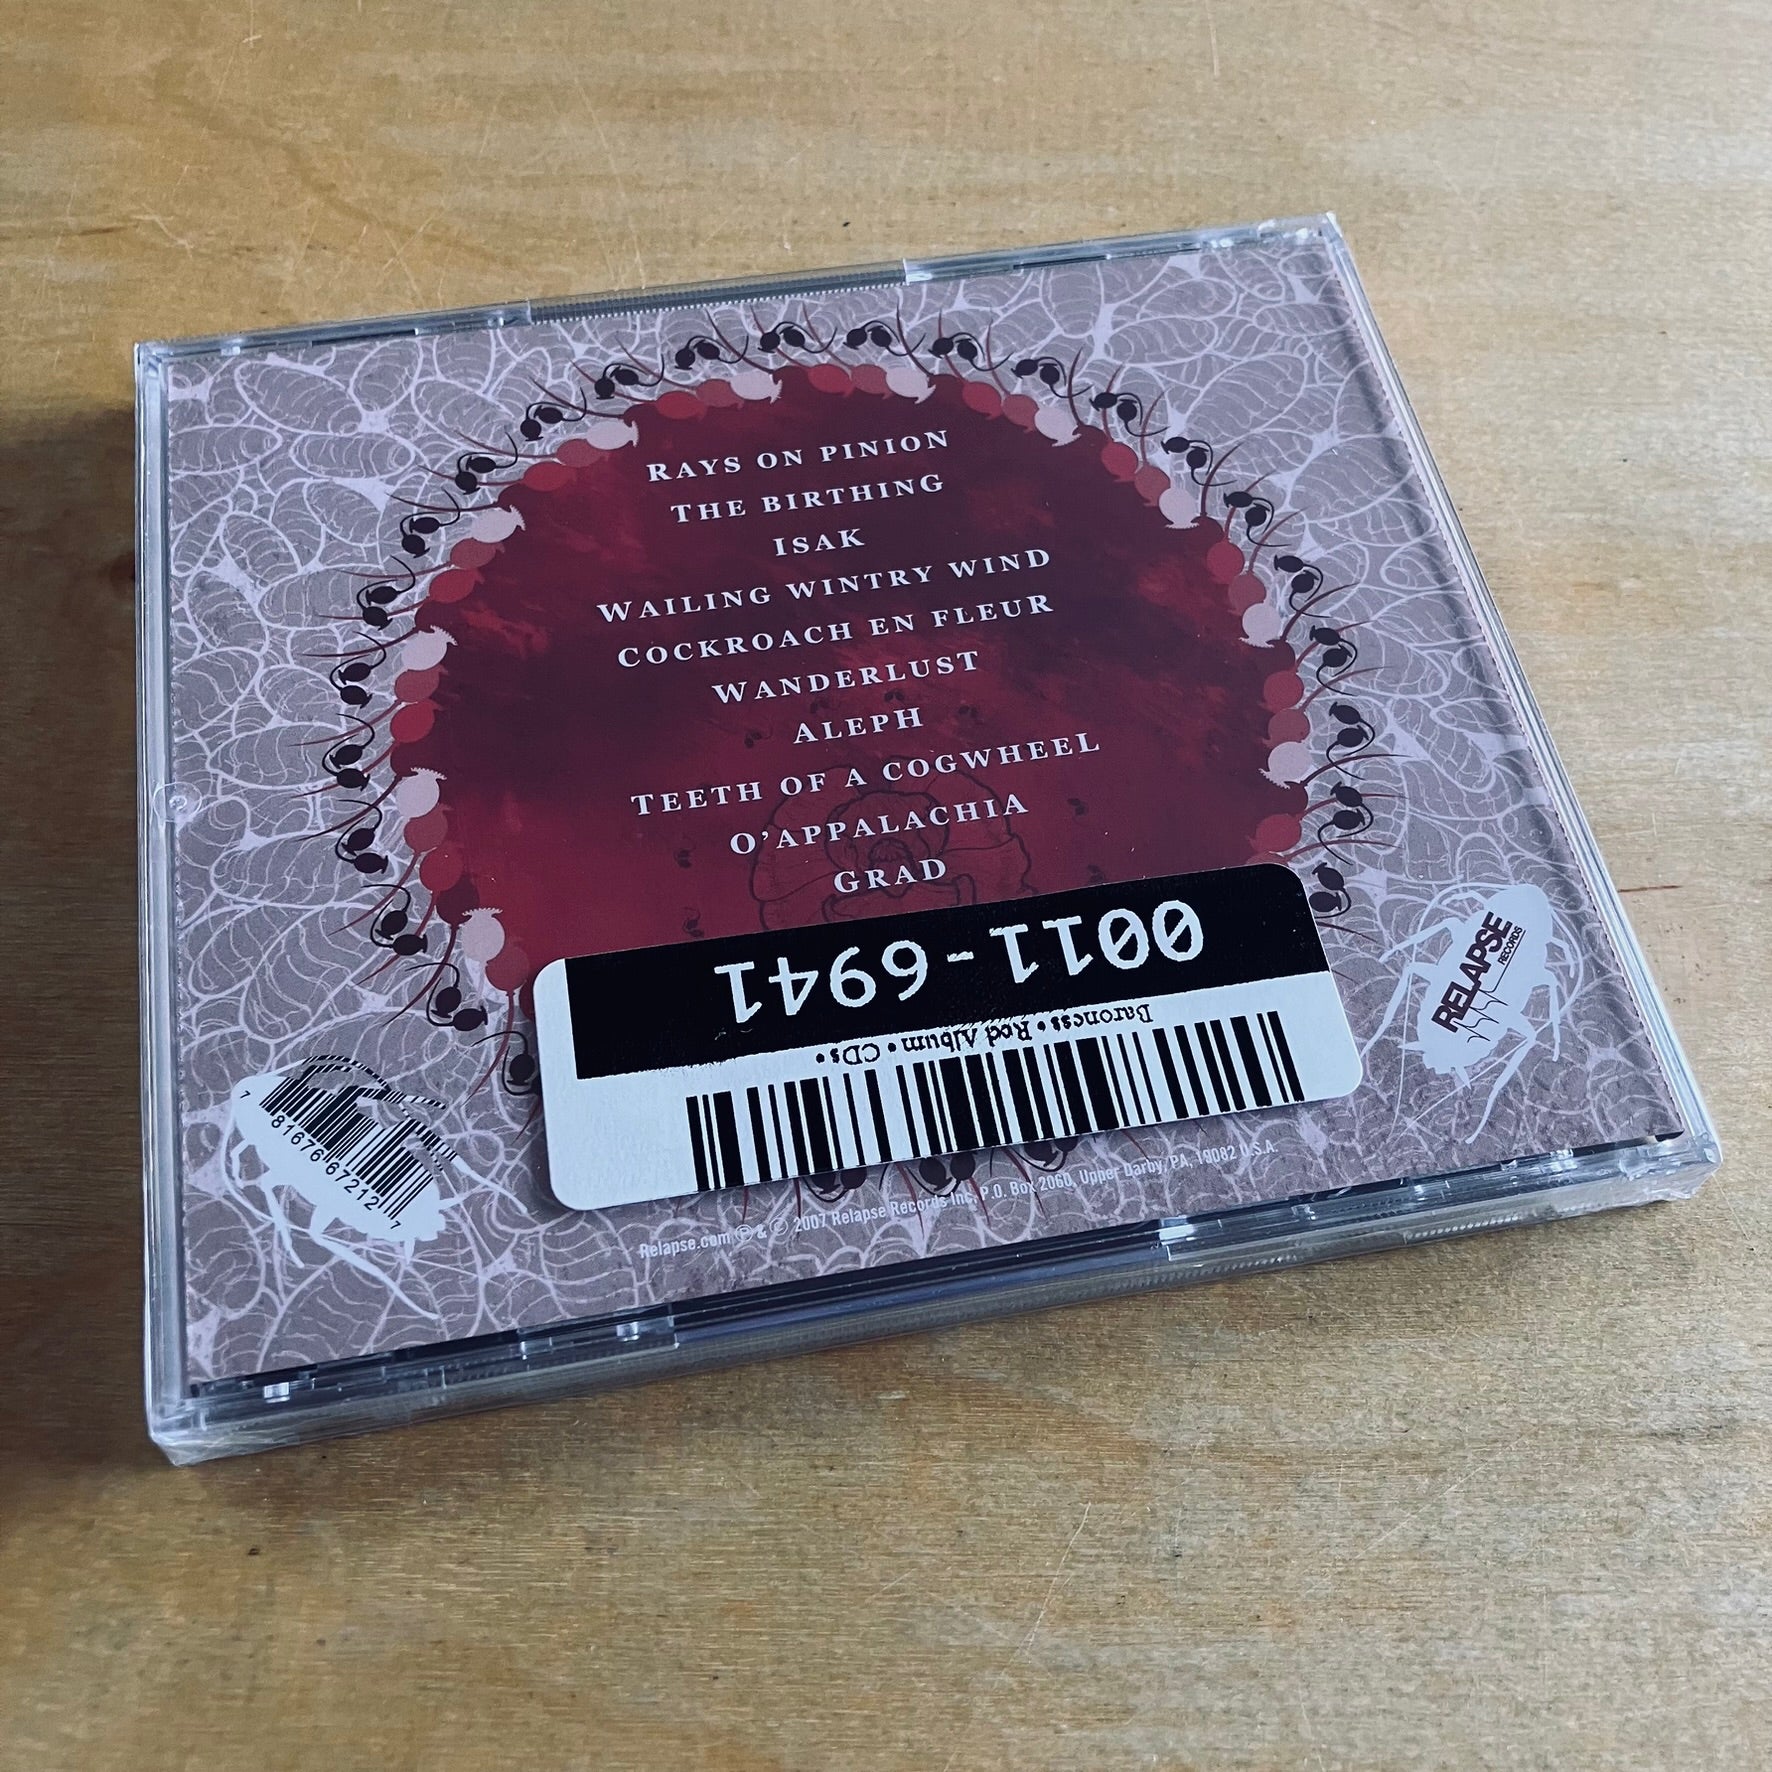 RAYS ON PINION
THE BIRTHING
ISAK
WAILING WINTRY WIND
COCKROACH EN FLEUR
WANDERLUST
ALEPH
TEETH OF A COGWHEEL
O'APPALACHIA
GRAD
0011-6941
Baroness • Red Album • CDs •
RELAPSE
RECORDS
7 81676 67212 7
Relapse.com ℗ & © 2007 Relapse Records Inc, P.O. Box 2060, Upper Darby, PA, 19082 U.S.A.